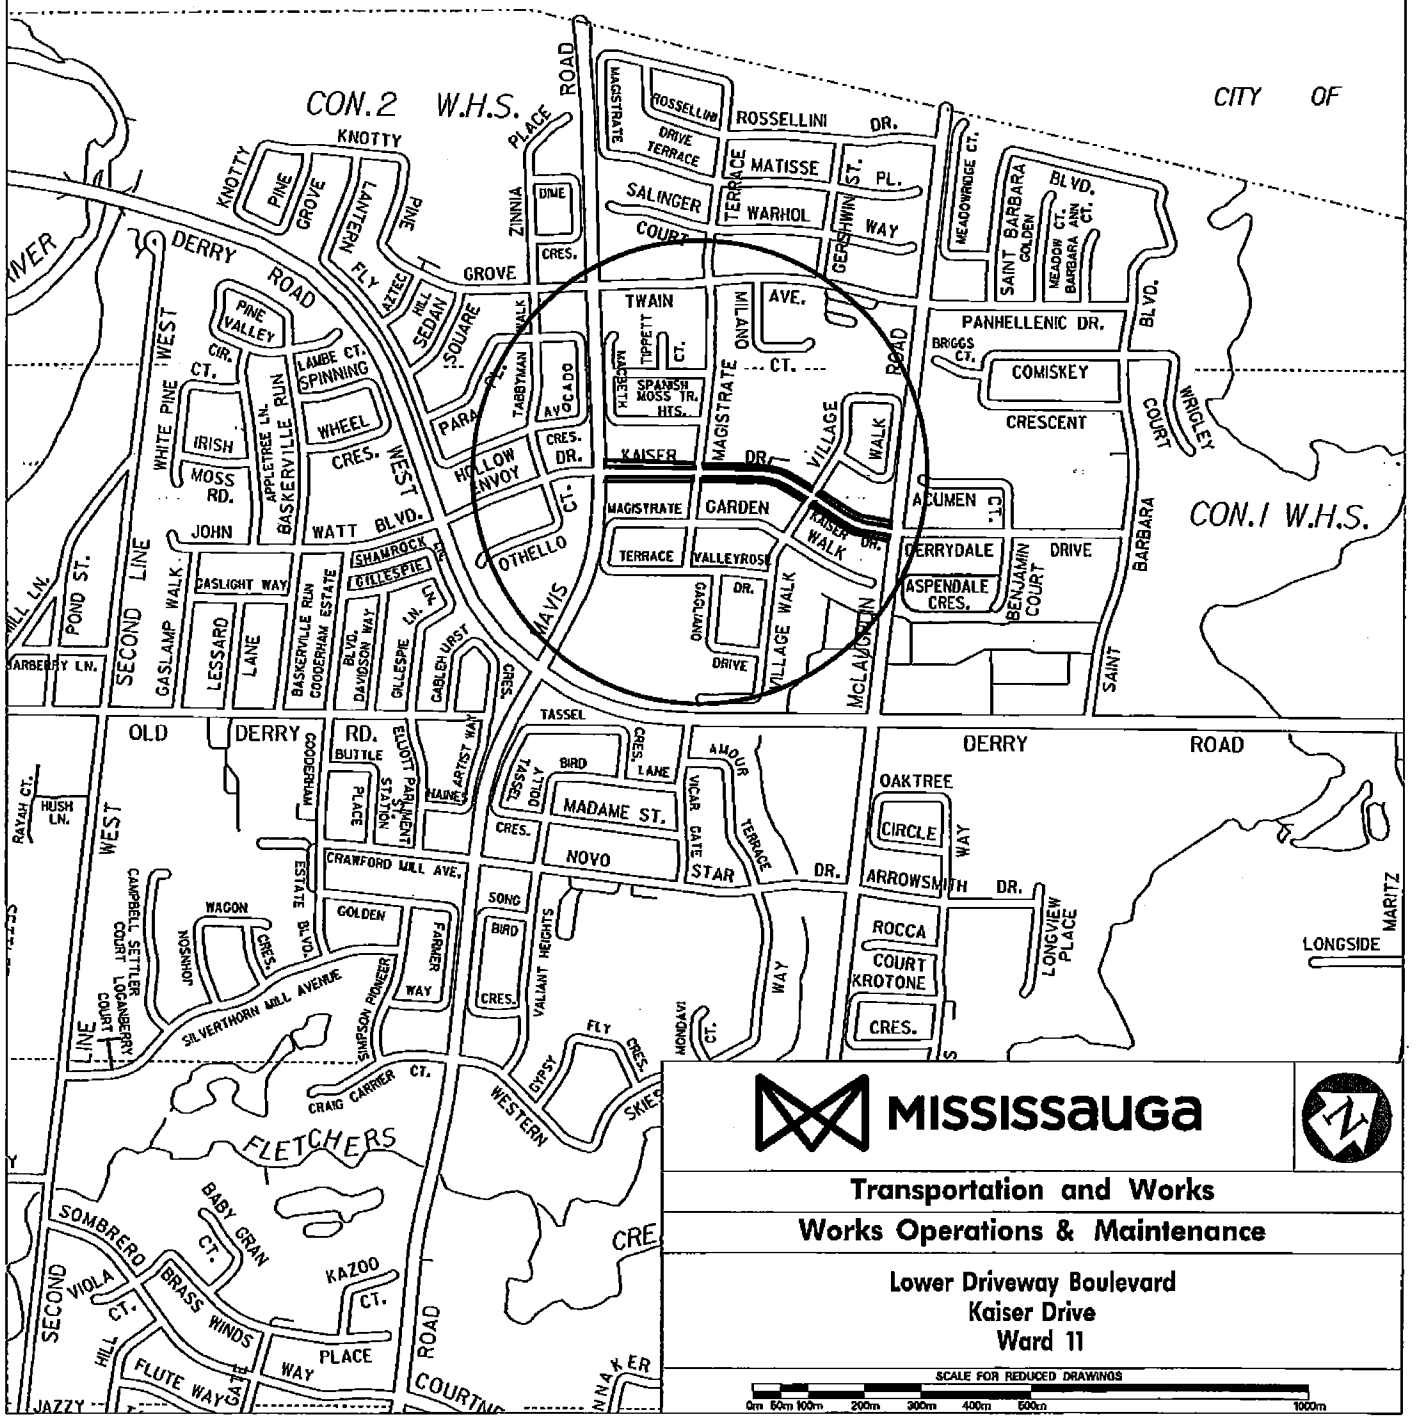 CON.2 W.H.S.
CITY OF
ROAD
PLACE
MAGISTRATE
ROSSELLINI
ROSSELLINI DR.
DRIVE
TERRACE
MATISSE PL.
TERRACE
ST.
GERSHWIN
SALINGER
COURT
WARHOL WAY
KNOTTY
KNOTTY
PINE
GROVE
LANTERN
FLY
PINE
ZINNIA
DIME
CRES.
GROVE
AZTEC
HILL
SEDAN
SQUARE
MEADOWRIDGE CT.
SAINT BARBARA
BLVD.
GOLDEN
MEADOW CT.
BARBARA ANN
CT.
BLVD.
PANHELLENIC DR.
BRIGGS
CT.
COMISKEY
CRESCENT
WRIGLEY
COURT
CON.1 W.H.S.
RIVER
DERRY
ROAD
WEST
WEST
PINE
VALLEY
CIR.
CT.
WHITE PINE
LAMBE CT.
SPINNING
WHEEL
CRES.
APPLETREE LN.
BASKERVILLE RUN
IRISH
MOSS
RD.
PARA
PL.
TABBYMAN
WALK
AVOCADO
CRES.
HOLLOW
ENVOY
DR.
CT.
OTHELLO
TWAIN AVE.
MILANO
CT.
TIPPETT
CT.
MACBETH
SPANISH
MOSS TR.
HTS.
MAGISTRATE
KAISER DR.
VILLAGE
WALK
ROAD
MAGISTRATE
TERRACE
GARDEN
WALK
KAISER
DR.
VALLEYROSE
DR.
GAGLIANO
DRIVE
VILLAGE WALK
McLAUGHLIN
ACUMEN
CT.
DERRYDALE DRIVE
ASPENDALE
CRES.
BENJAMIN
COURT
BARBARA
SAINT
JOHN WATT BLVD.
SHAMROCK
GILLESPIE
LN.
GILLESPIE LN.
GASLIGHT WAY
GASLAMP WALK
LESSARD
LANE
BASKERVILLE RUN
GOODERHAM ESTATE
BLVD.
DAVIDSON WAY
GABLEHURST
CRES.
MILL LN.
POND ST.
BARBERRY LN.
SECOND LINE
MAVIS
OLD DERRY RD.
DERRY ROAD
TASSEL
CRES.
TASSEL
CRES.
DOLLY
BIRD
LANE
MADAME ST.
NOVO STAR DR.
VICAR GATE
AMOUR
TERRACE
OAKTREE
CIRCLE
WAY
ARROWSMITH DR.
LONGVIEW
PLACE
ROCCA
COURT
KROTONE
CRES.
LONGSIDE
MARITZ
RAYAH CT.
HUSH
LN.
WEST
GOODERHAM
ESTATE
BLVD.
BUTTLE
PLACE
STATION
ST.
ELLIOTT PARLIAMENT
HAINES
ARTIST WAY
CRAWFORD MILL AVE.
GOLDEN
FARMER
WAY
SIMPSON PIONEER
SONG
BIRD
CRES.
VALIANT HEIGHTS
WAGON
CRES.
CAMPBELL SETTLER
COURT
LOGANBERRY
COURT
SILVERTHORN MILL AVENUE
LINE
CRAIG CARRIER CT.
GYPSY
FLY
CRES.
WESTERN
SKIES
MONDAVI
CT.
WAY
FLETCHERS
CRE
BABY GRAN
CT.
SOMBRERO
VIOLA
CT.
BRASS WINDS
PLACE
KAZOO
CT.
SECOND
HILL
FLUTE WAY
GATE
WAY
ROAD
COURTNE
JAZZY
NNAKER
MISSISSAUGA
N
Transportation and Works
Works Operations & Maintenance
Lower Driveway Boulevard
Kaiser Drive
Ward 11
SCALE FOR REDUCED DRAWINGS
0m 50m 100m 200m 300m 400m 500m 1000m